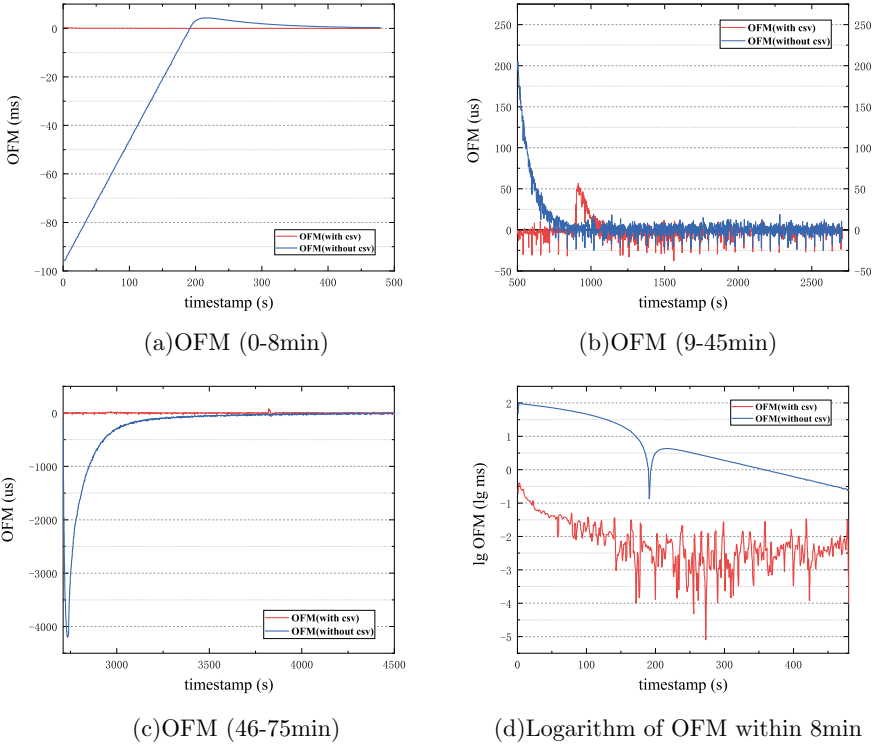 0
−20
−40
−60
−80
−100
OFM (ms)
OFM(with csv)
OFM(without csv)
0 100 200 300 400 500
timestamp (s)
(a)OFM (0-8min)
250
200
150
100
50
0
−50
OFM (us)
OFM(with csv)
OFM(without csv)
250
200
150
100
50
0
−50
500 1000 1500 2000 2500
timestamp (s)
(b)OFM (9-45min)
0
−1000
−2000
−3000
−4000
OFM (us)
OFM(with csv)
OFM(without csv)
3000 3500 4000 4500
timestamp (s)
(c)OFM (46-75min)
2
1
0
-1
-2
-3
-4
-5
lg OFM (lg ms)
OFM(with csv)
OFM(without csv)
0 100 200 300 400
timestamp (s)
(d)Logarithm of OFM within 8min